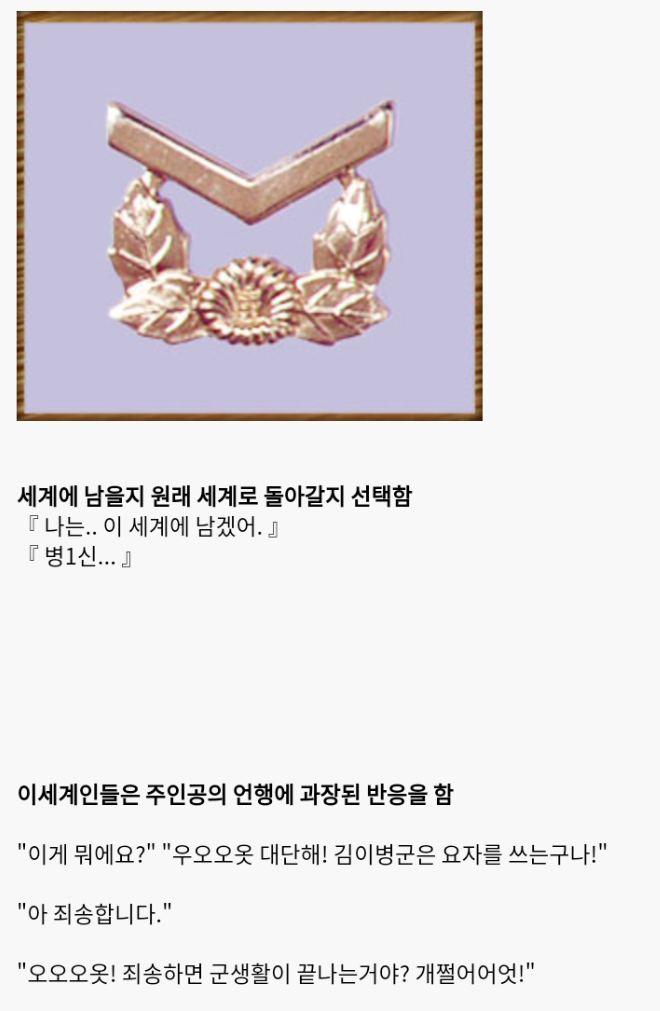 세계에 남을지 원래 세계로 돌아갈지 선택함
『 나는.. 이 세계에 남겠어. 』
『 병1신... 』
이세계인들은 주인공의 언행에 과장된 반응을 함
"이게 뭐에요?" "우오오옷 대단해! 김이병군은 요자를 쓰는구나!"
"아 죄송합니다."
"오오오옷! 죄송하면 군생활이 끝나는거야? 개쩔어어엇!"